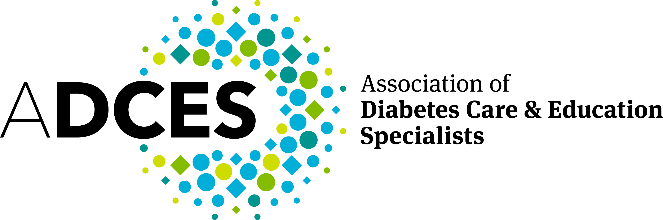 ADCES
Association of
Diabetes Care & Education
Specialists